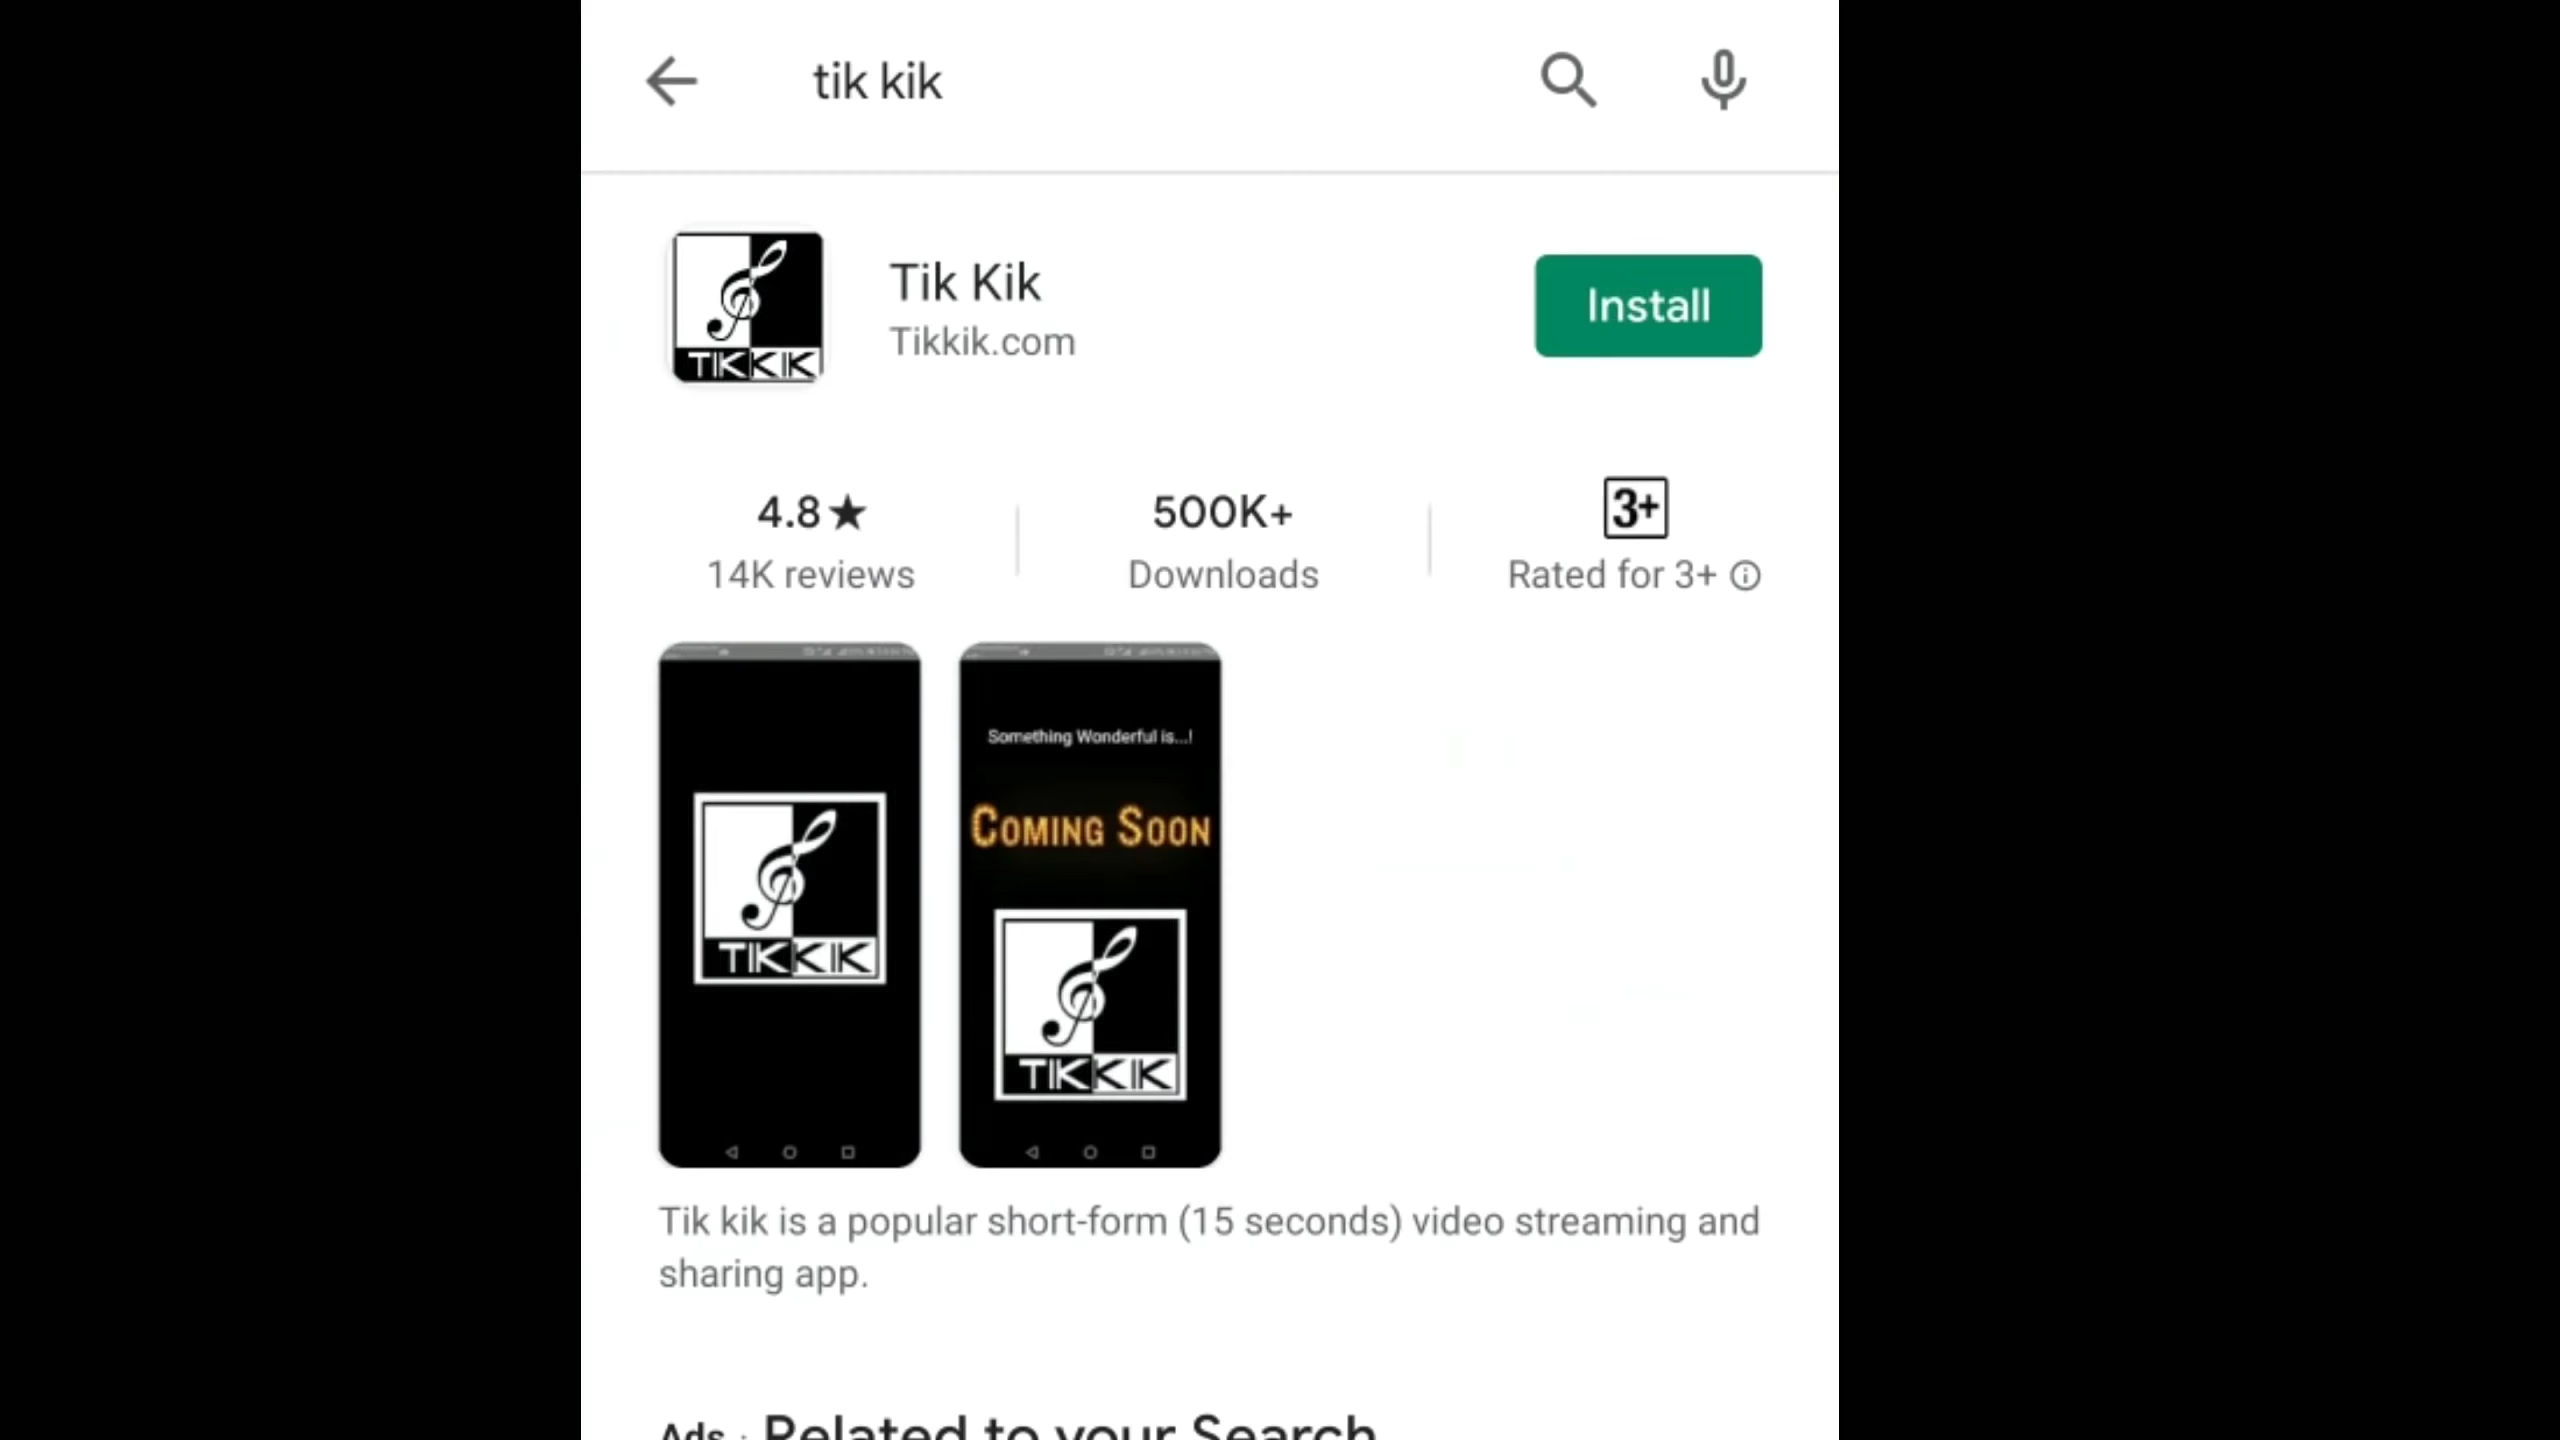 tik kik
TIKKIK
Tik Kik
Tikkik.com
Install
4.8★
14K reviews
500K+
Downloads
3+
Rated for 3+
TIKKIK
Something Wonderful is...!
COMING SOON
TIKKIK
Tik kik is a popular short-form (15 seconds) video streaming and
sharing app.
Ads · Related to your Search